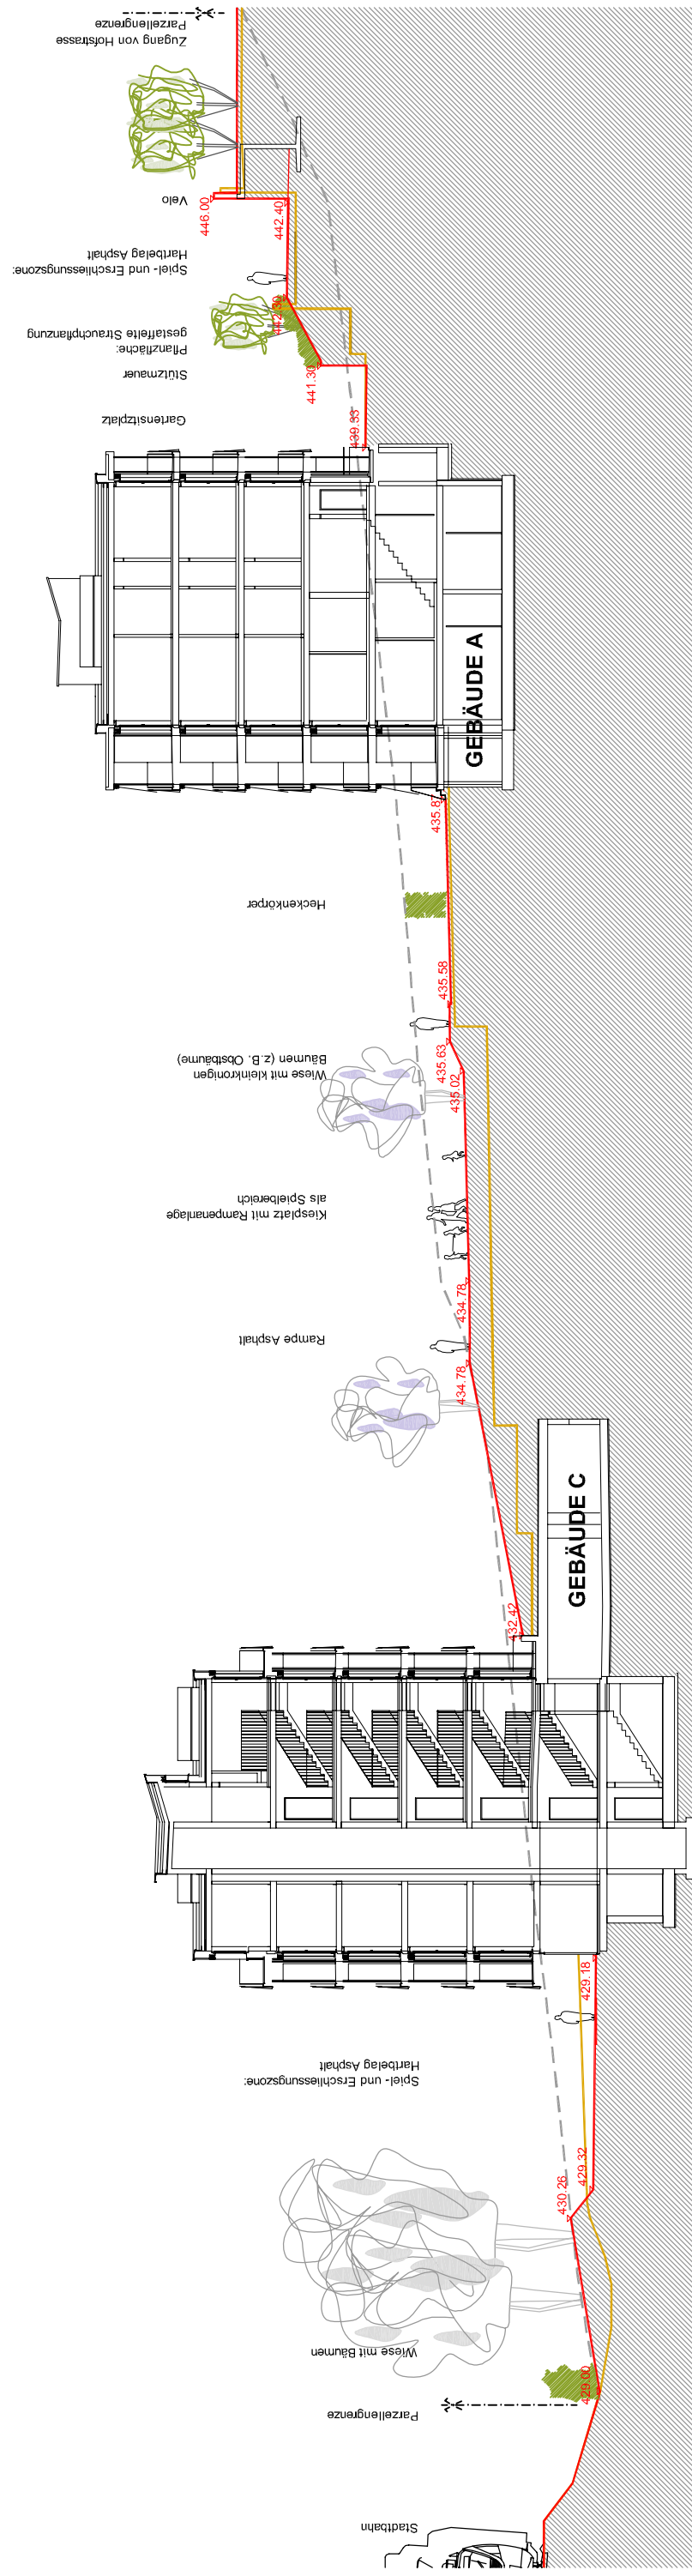 Parzellengrenze
Zugang von Hofstrasse
Velo
446.00
442.40
Spiel- und Erschliessungszone:
Hartbelag Asphalt
442.30
Pflanzfläche:
gestaffelte Strauchpflanzung
Stützmauer
441.30
Gartensitzplatz
439.33
GEBÄUDE A
435.87
Heckenkörper
435.58
435.63
Wiese mit kleinkronigen
Bäumen (z.B. Obstbäume)
435.02
Kiesplatz mit Rampenanlage
als Spielbereich
434.78
Rampe Asphalt
434.78
GEBÄUDE C
432.42
429.18
Spiel- und Erschliessungszone:
Hartbelag Asphalt
429.32
430.26
Wiese mit Bäumen
429.00
Parzellengrenze
Stadtbahn